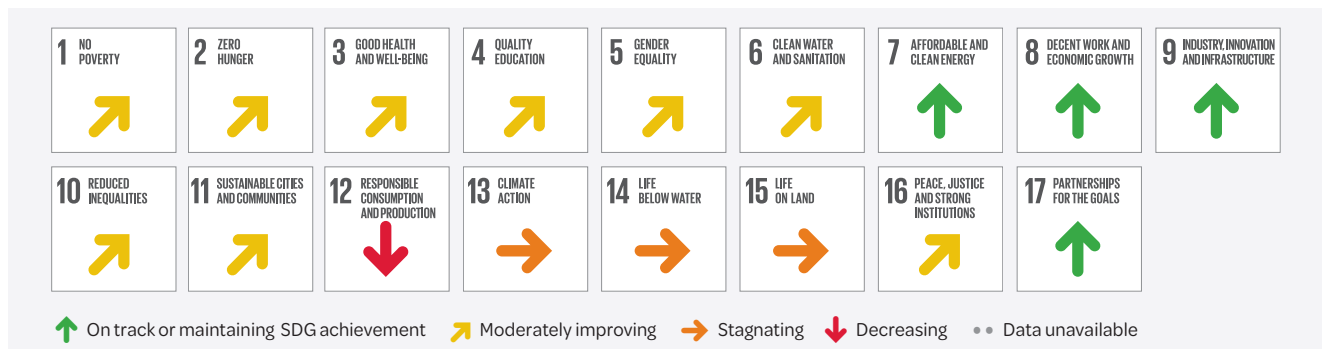 1 NO POVERTY
2 ZERO HUNGER
3 GOOD HEALTH AND WELL-BEING
4 QUALITY EDUCATION
5 GENDER EQUALITY
6 CLEAN WATER AND SANITATION
7 AFFORDABLE AND CLEAN ENERGY
8 DECENT WORK AND ECONOMIC GROWTH
9 INDUSTRY, INNOVATION AND INFRASTRUCTURE
10 REDUCED INEQUALITIES
11 SUSTAINABLE CITIES AND COMMUNITIES
12 RESPONSIBLE CONSUMPTION AND PRODUCTION
13 CLIMATE ACTION
14 LIFE BELOW WATER
15 LIFE ON LAND
16 PEACE, JUSTICE AND STRONG INSTITUTIONS
17 PARTNERSHIPS FOR THE GOALS
On track or maintaining SDG achievement
Moderately improving
Stagnating
Decreasing
Data unavailable